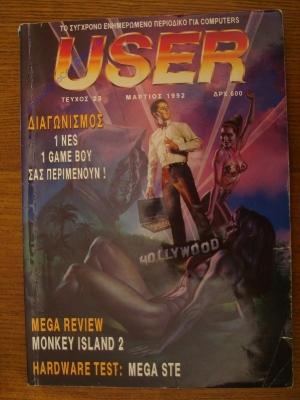 ΤΟ ΣΥΓΧΡΟΝΟ ΕΝΗΜΕΡΩΜΕΝΟ ΠΕΡΙΟΔΙΚΟ ΓΙΑ COMPUTERS
USER
ΤΕΥΧΟΣ 23 ΜΑΡΤΙΟΣ 1992 ΔΡΧ 600
ΔΙΑΓΩΝΙΣΜΟΣ
1 NES
1 GAME BOY
ΣΑΣ ΠΕΡΙΜΕΝΟΥΝ !
HOLLYWOOD
MEGA REVIEW
MONKEY ISLAND 2
HARDWARE TEST: MEGA STE